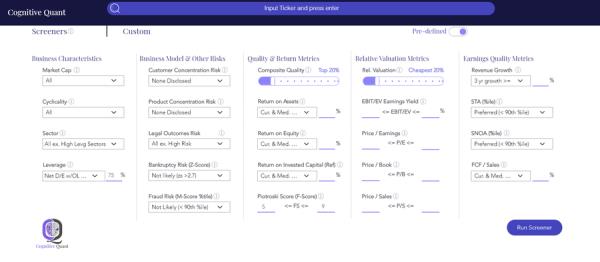 Cognitive Quant
Input Ticker and press enter
Screeners ⓘ | Custom
Pre-defined
Business Characteristics
Market Cap ⓘ
All
Cyclicality ⓘ
All
Sector ⓘ
All ex. High Levg Sectors
Leverage ⓘ
Net D/E w/OL ... 75 %
Business Model & Other Risks
Customer Concentration Risk ⓘ
None Disclosed
Product Concentration Risk ⓘ
None Disclosed
Legal Outcomes Risk ⓘ
All ex. High Risk
Bankruptcy Risk (Z-Score) ⓘ
Not likely (zs >2.7)
Fraud Risk (M-Score %tile) ⓘ
Not Likely (< 90th %ile)
Quality & Return Metrics
Composite Quality ⓘ Top 20%
Return on Assets ⓘ
Cur. & Med. ... %
Return on Equity ⓘ
Cur. & Med. ... %
Return on Invested Capital (Ref) ⓘ
Cur. & Med. ... %
Piotroski Score (F-Score) ⓘ
5 <= FS <= 9
Relative Valuation Metrics
Rel. Valuation ⓘ Cheapest 20%
EBIT/EV Earnings Yield ⓘ
<= EBIT/EV <=
Price / Earnings ⓘ
<= P/E <=
Price / Book ⓘ
<= P/B <=
Price / Sales ⓘ
<= P/S <=
Earnings Quality Metrics
Revenue Growth ⓘ
3 yr growth >= %
STA (%ile) ⓘ
Preferred (< 90th %ile)
SNOA (%ile) ⓘ
Preferred (< 90th %ile)
FCF / Sales ⓘ
Cur. & Med. ... %
Run Screener
Cognitive Quant